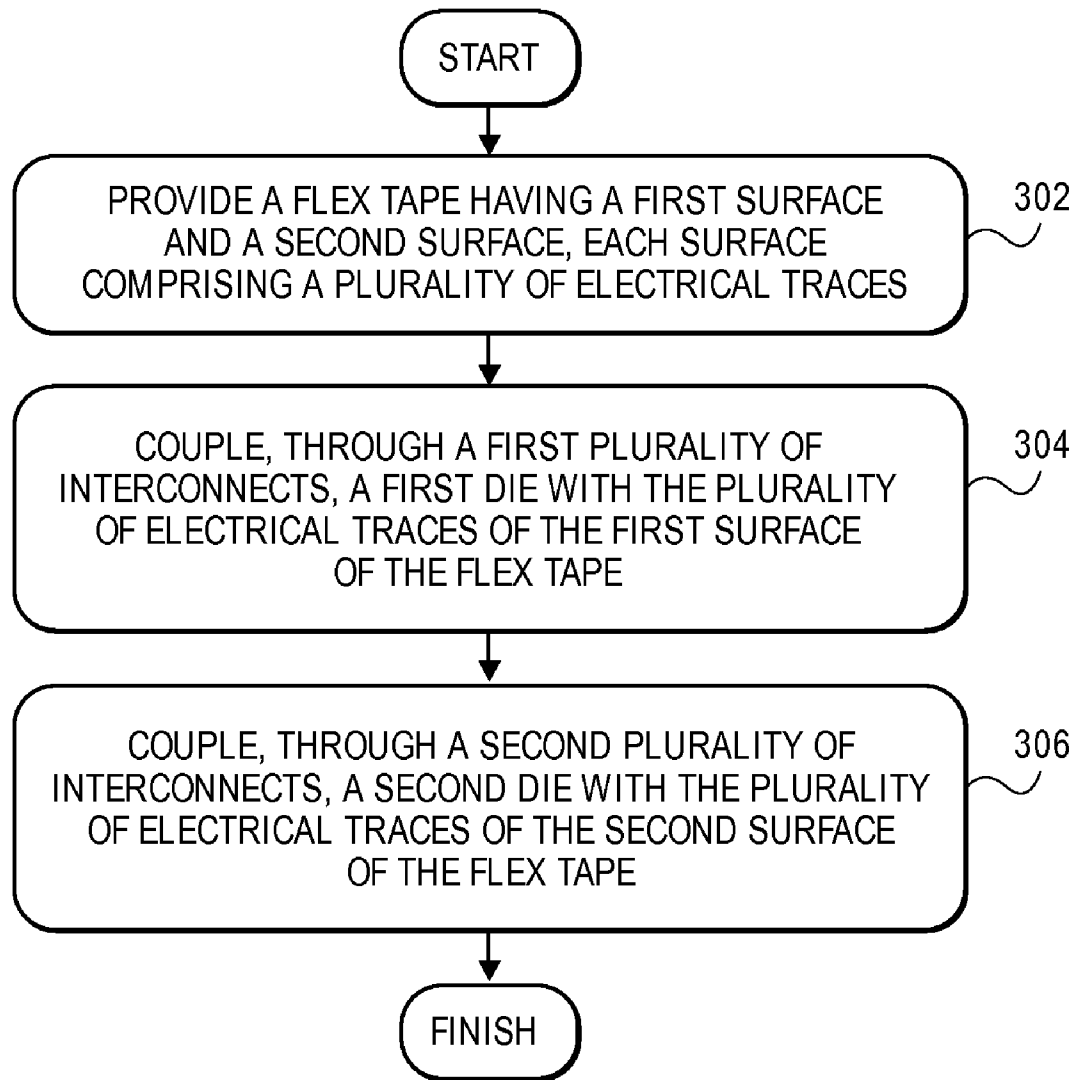 START
PROVIDE A FLEX TAPE HAVING A FIRST SURFACE
AND A SECOND SURFACE, EACH SURFACE
COMPRISING A PLURALITY OF ELECTRICAL TRACES
302
COUPLE, THROUGH A FIRST PLURALITY OF
INTERCONNECTS, A FIRST DIE WITH THE PLURALITY
OF ELECTRICAL TRACES OF THE FIRST SURFACE
OF THE FLEX TAPE
304
COUPLE, THROUGH A SECOND PLURALITY OF
INTERCONNECTS, A SECOND DIE WITH THE PLURALITY
OF ELECTRICAL TRACES OF THE SECOND SURFACE
OF THE FLEX TAPE
306
FINISH